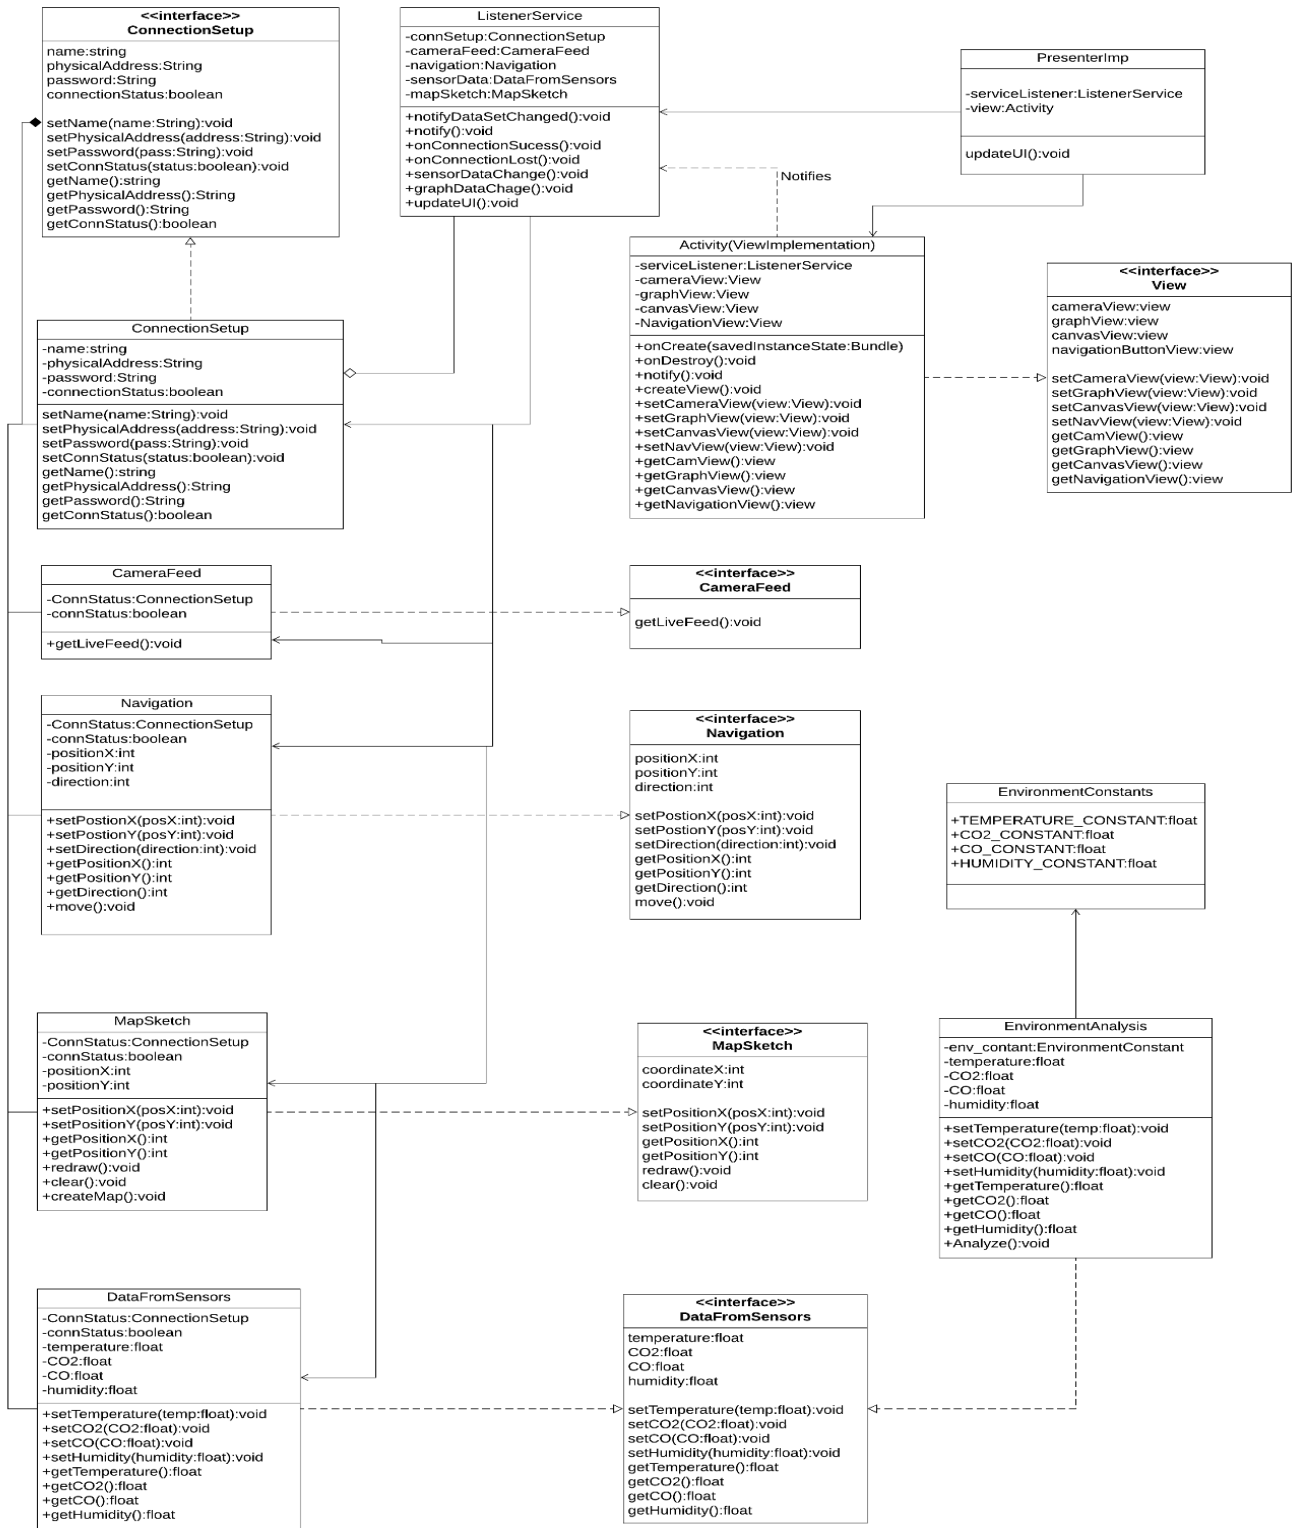 <<interface>>
ConnectionSetup
name:string
physicalAddress:String
password:String
connectionStatus:boolean
setName(name:String):void
setPhysicalAddress(address:String):void
setPassword(pass:String):void
setConnStatus(status:boolean):void
getName():string
getPhysicalAddress():String
getPassword():String
getConnStatus():boolean
ListenerService
-connSetup:ConnectionSetup
-cameraFeed:CameraFeed
-navigation:Navigation
-sensorData:DataFromSensors
-mapSketch:MapSketch
+notifyDataSetChanged():void
+notify():void
+onConnectionSucess():void
+onConnectionLost():void
+sensorDataChange():void
+graphDataChage():void
+updateUI():void
PresenterImp
-serviceListener:ListenerService
-view:Activity
updateUI():void
Notifies
ConnectionSetup
-name:string
-physicalAddress:String
-password:String
-connectionStatus:boolean
setName(name:String):void
setPhysicalAddress(address:String):void
setPassword(pass:String):void
setConnStatus(status:boolean):void
getName():string
getPhysicalAddress():String
getPassword():String
getConnStatus():boolean
Activity(ViewImplementation)
-serviceListener:ListenerService
-cameraView:View
-graphView:View
-canvasView:View
-NavigationView:View
+onCreate(savedInstanceState:Bundle)
+onDestroy():void
+notify():void
+createView():void
+setCameraView(view:View):void
+setGraphView(view:View):void
+setCanvasView(view:View):void
+setNavView(view:View):void
+getCamView():view
+getGraphView():view
+getCanvasView():view
+getNavigationView():view
<<interface>>
View
cameraView:view
graphView:view
canvasView:view
navigationButtonView:view
setCameraView(view:View):void
setGraphView(view:View):void
setCanvasView(view:View):void
setNavView(view:View):void
getCamView():view
getGraphView():view
getCanvasView():view
getNavigationView():view
CameraFeed
-ConnStatus:ConnectionSetup
-connStatus:boolean
+getLiveFeed():void
<<interface>>
CameraFeed
getLiveFeed():void
Navigation
-ConnStatus:ConnectionSetup
-connStatus:boolean
-positionX:int
-positionY:int
-direction:int
+setPostionX(posX:int):void
+setPostionY(posY:int):void
+setDirection(direction:int):void
+getPositionX():int
+getPositionY():int
+getDirection():int
+move():void
<<interface>>
Navigation
positionX:int
positionY:int
direction:int
setPostionX(posX:int):void
setPostionY(posY:int):void
setDirection(direction:int):void
getPositionX():int
getPositionY():int
getDirection():int
move():void
EnvironmentConstants
+TEMPERATURE_CONSTANT:float
+CO2_CONSTANT:float
+CO_CONSTANT:float
+HUMIDITY_CONSTANT:float
MapSketch
-ConnStatus:ConnectionSetup
-connStatus:boolean
-positionX:int
-positionY:int
+setPositionX(posX:int):void
+setPositionY(posY:int):void
+getPositionX():int
+getPositionY():int
+redraw():void
+clear():void
+createMap():void
<<interface>>
MapSketch
coordinateX:int
coordinateY:int
setPositionX(posX:int):void
setPositionY(posY:int):void
getPositionX():int
getPositionY():int
redraw():void
clear():void
EnvironmentAnalysis
-env_contant:EnvironmentConstant
-temperature:float
-CO2:float
-CO:float
-humidity:float
+setTemperature(temp:float):void
+setCO2(CO2:float):void
+setCO(CO:float):void
+setHumidity(humidity:float):void
+getTemperature():float
+getCO2():float
+getCO():float
+getHumidity():float
+Analyze():void
DataFromSensors
-ConnStatus:ConnectionSetup
-connStatus:boolean
-temperature:float
-CO2:float
-CO:float
-humidity:float
+setTemperature(temp:float):void
+setCO2(CO2:float):void
+setCO(CO:float):void
+setHumidity(humidity:float):void
+getTemperature():float
+getCO2():float
+getCO():float
+getHumidity():float
<<interface>>
DataFromSensors
temperature:float
CO2:float
CO:float
humidity:float
setTemperature(temp:float):void
setCO2(CO2:float):void
setCO(CO:float):void
setHumidity(humidity:float):void
getTemperature():float
getCO2():float
getCO():float
getHumidity():float